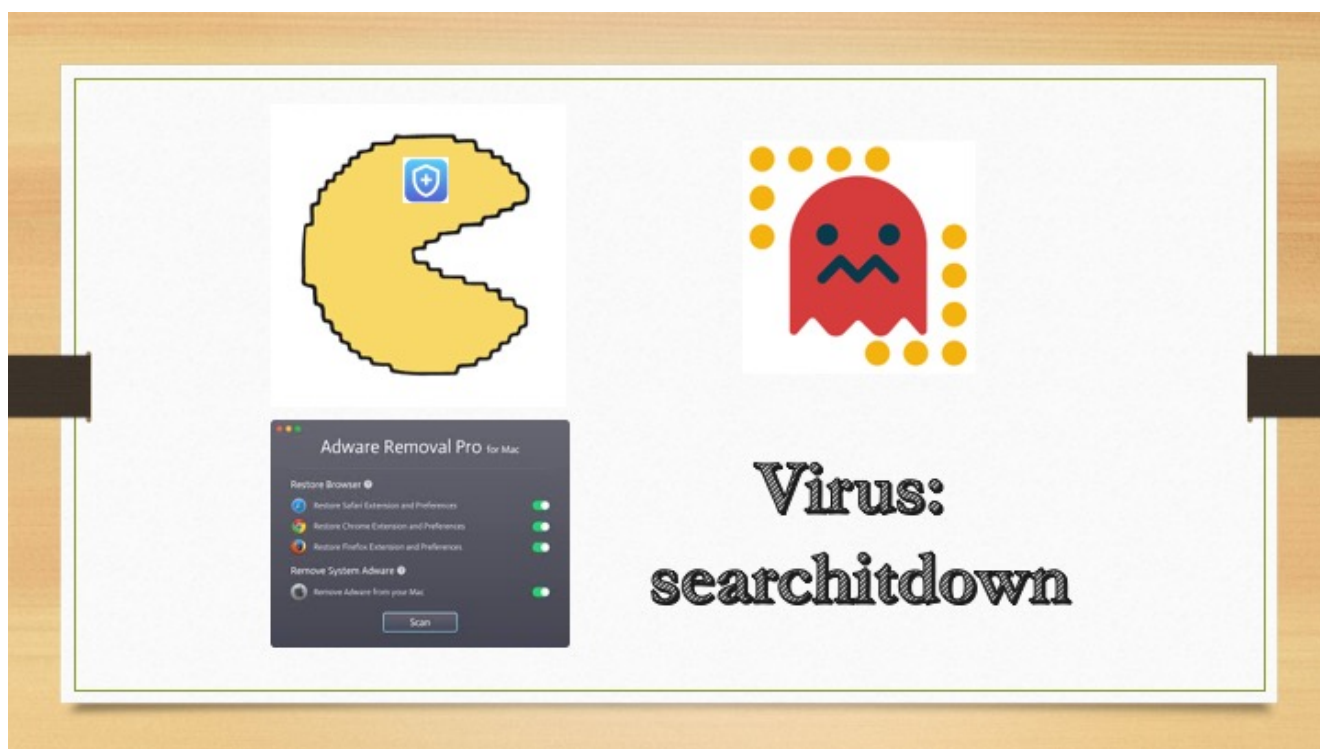 Adware Removal Pro for Mac
Restore Browser
Restore Safari Extension and Preferences
Restore Chrome Extension and Preferences
Restore Firefox Extension and Preferences
Remove System Adware
Remove Adware from your Mac
Scan
Virus:
searchitdown